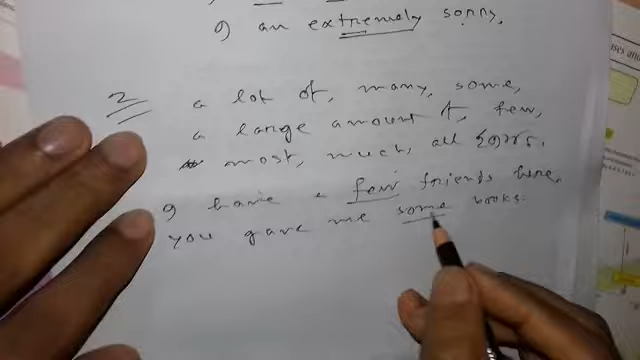 I am extremely sorry.
2 a lot of, many, some,
a large amount of, few,
most, much, all
I have a few friends here.
you gave me some books.